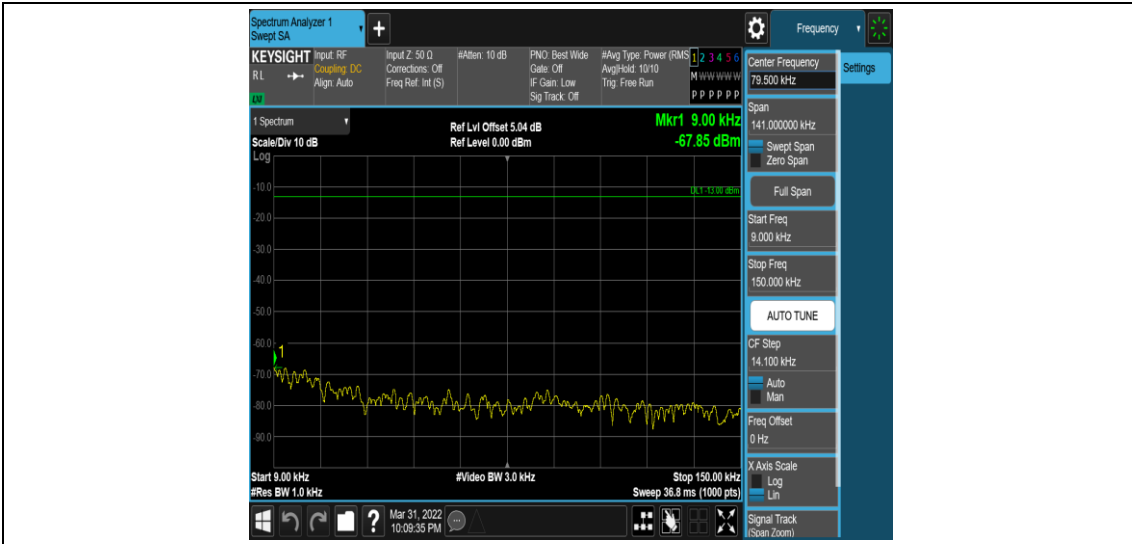 Spectrum Analyzer 1
Swept SA
+
Frequency
KEYSIGHT
RL
LNI
Input: RF
Coupling: DC
Align: Auto
Input Z: 50 Ω
Corrections: Off
Freq Ref: Int (S)
#Atten: 10 dB
PNO: Best Wide
Gate: Off
IF Gain: Low
Sig Track: Off
#Avg Type: Power (RMS
Avg|Hold: 10/10
Trig: Free Run
1 2 3 4 5 6
M W W W W W
P P P P P P
1 Spectrum
Scale/Div 10 dB
Log
Ref Lvl Offset 5.04 dB
Ref Level 0.00 dBm
Mkr1 9.00 kHz
-67.85 dBm
DL1 -13.00 dBm
-10.0
-20.0
-30.0
-40.0
-50.0
-60.0
-70.0
-80.0
-90.0
1
Start 9.00 kHz
#Res BW 1.0 kHz
#Video BW 3.0 kHz
Stop 150.00 kHz
Sweep 36.8 ms (1000 pts)
?
Mar 31, 2022
10:09:35 PM
Center Frequency
79.500 kHz
Span
141.000000 kHz
Swept Span
Zero Span
Full Span
Start Freq
9.000 kHz
Stop Freq
150.000 kHz
AUTO TUNE
CF Step
14.100 kHz
Auto
Man
Freq Offset
0 Hz
X Axis Scale
Log
Lin
Signal Track
(Span Zoom)
Settings